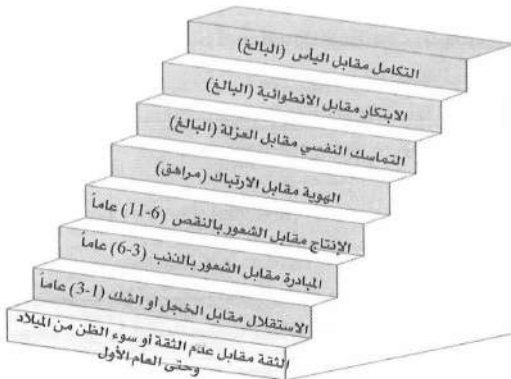 التكامل مقابل اليأس (البالغ)
الابتكار مقابل الانطوائية (البالغ)
التماسك النفسي مقابل العزلة (البالغ)
الهوية مقابل الارتباك (مراهق)
الإنتاج مقابل الشعور بالنقص (6-11) عاماً
المبادرة مقابل الشعور بالذنب (3-6) عاماً
الاستقلال مقابل الخجل أو الشك (1-3) عاماً
الثقة مقابل عدم الثقة أو سوء الظن من الميلاد
وحتى العام الأول